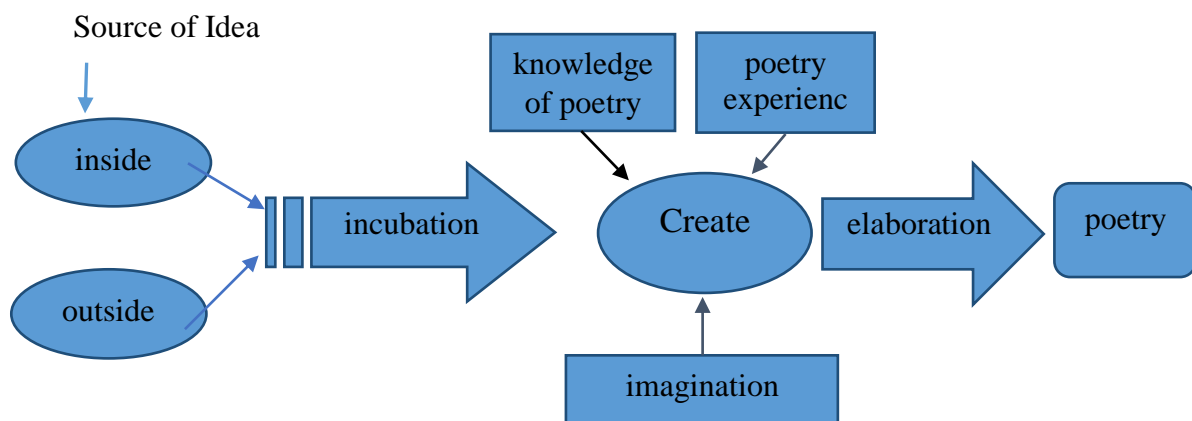 Source of Idea
inside
outside
incubation
knowledge
of poetry
poetry
experienc
Create
imagination
elaboration
poetry